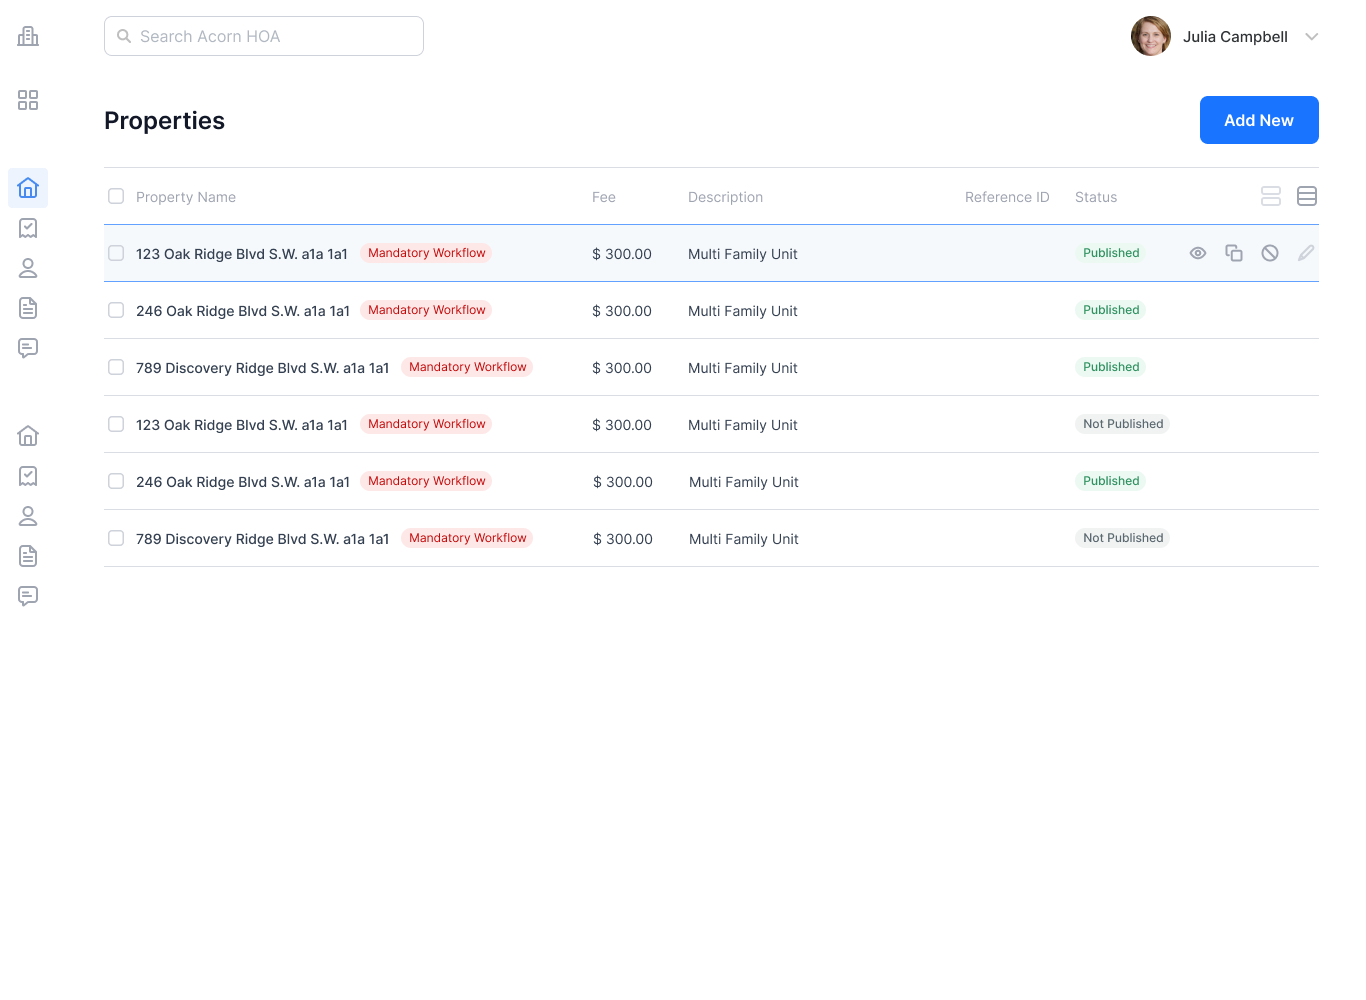 Search Acorn HOA
Julia Campbell
Properties
Add New
Property Name Fee Description Reference ID Status
123 Oak Ridge Blvd S.W. a1a 1a1 Mandatory Workflow $ 300.00 Multi Family Unit Published
246 Oak Ridge Blvd S.W. a1a 1a1 Mandatory Workflow $ 300.00 Multi Family Unit Published
789 Discovery Ridge Blvd S.W. a1a 1a1 Mandatory Workflow $ 300.00 Multi Family Unit Published
123 Oak Ridge Blvd S.W. a1a 1a1 Mandatory Workflow $ 300.00 Multi Family Unit Not Published
246 Oak Ridge Blvd S.W. a1a 1a1 Mandatory Workflow $ 300.00 Multi Family Unit Published
789 Discovery Ridge Blvd S.W. a1a 1a1 Mandatory Workflow $ 300.00 Multi Family Unit Not Published